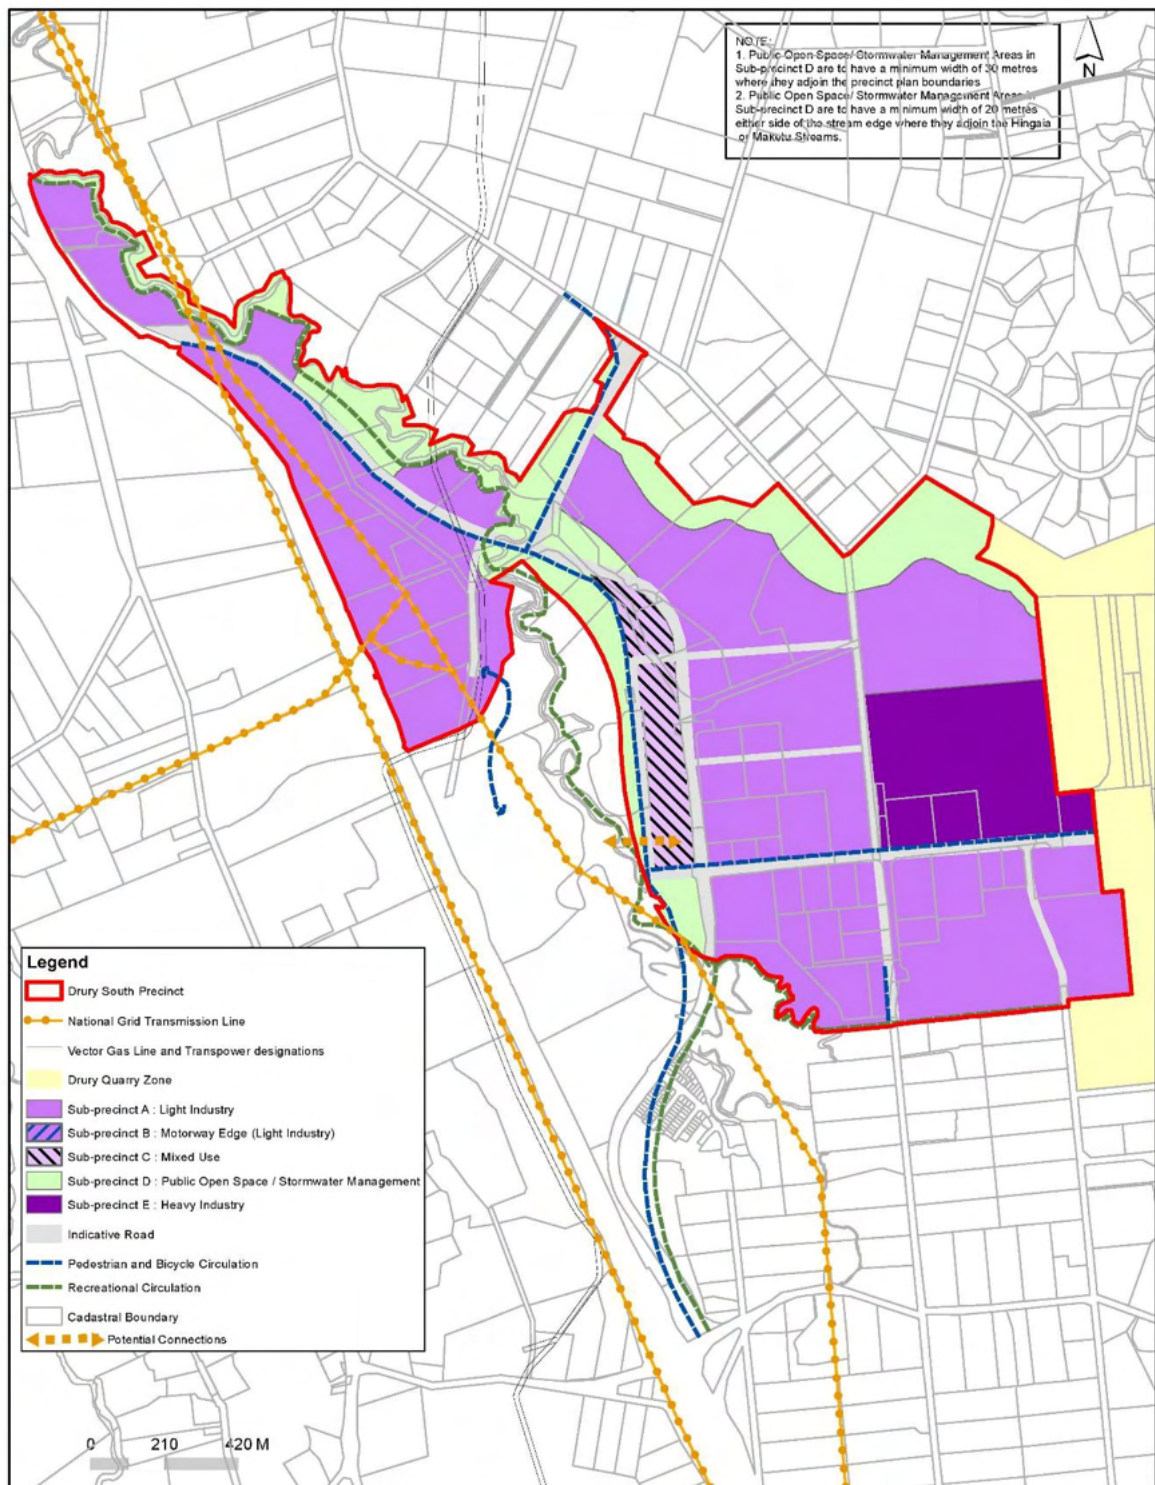 NOTE:
1. Public Open Space/ Stormwater Management Areas in
Sub-precinct D are to have a minimum width of 30 metres
where they adjoin the precinct plan boundaries
2. Public Open Space/ Stormwater Management Areas in
Sub-precinct D are to have a minimum width of 20 metres
either side of the stream edge where they adjoin the Hingaia
or Maketu Streams.
N
Legend
Drury South Precinct
National Grid Transmission Line
Vector Gas Line and Transpower designations
Drury Quarry Zone
Sub-precinct A : Light Industry
Sub-precinct B : Motorway Edge (Light Industry)
Sub-precinct C : Mixed Use
Sub-precinct D : Public Open Space / Stormwater Management
Sub-precinct E : Heavy Industry
Indicative Road
Pedestrian and Bicycle Circulation
Recreational Circulation
Cadastral Boundary
Potential Connections
0 210 420 M